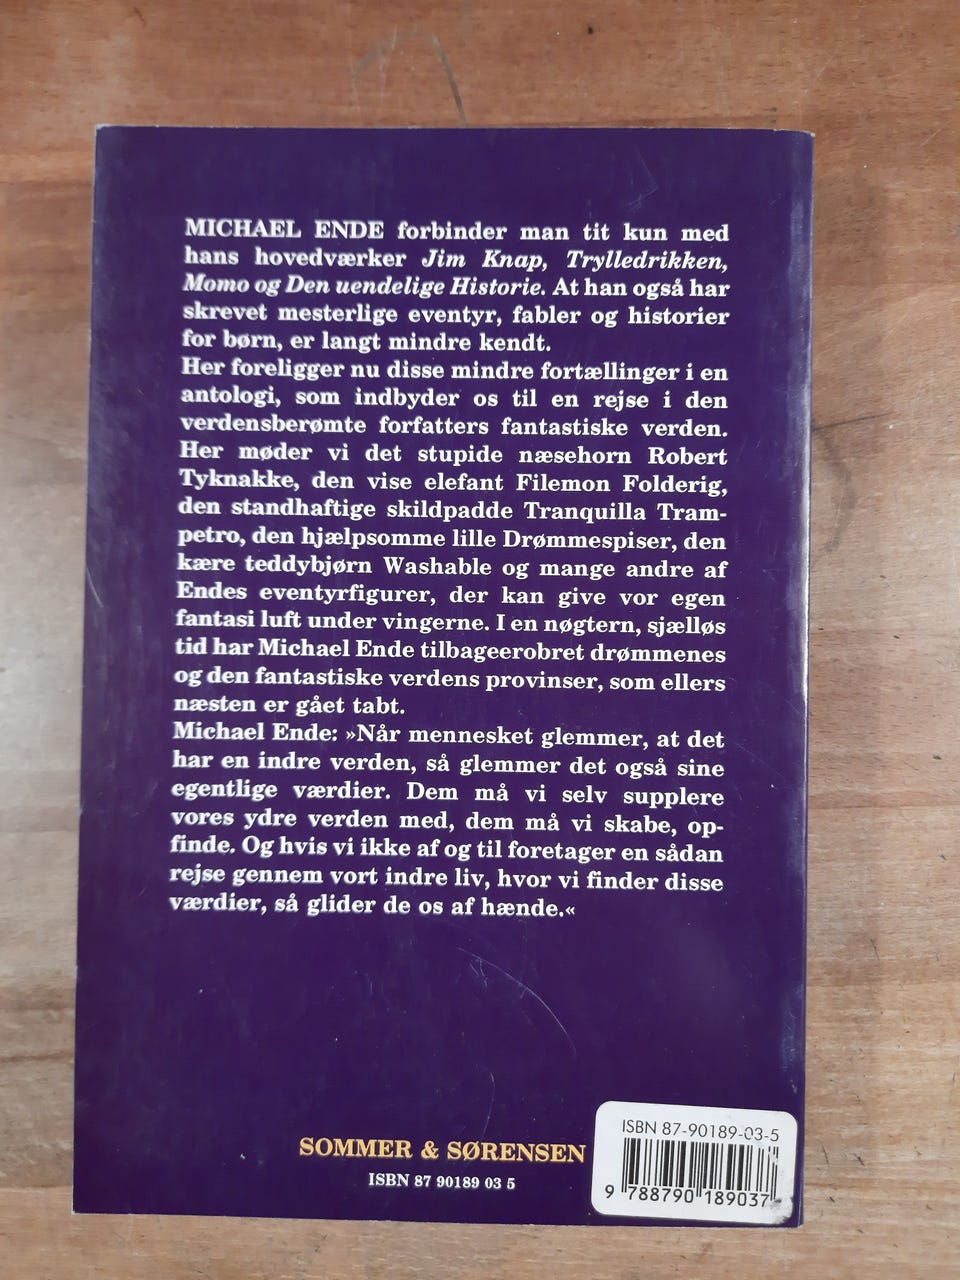 MICHAEL ENDE forbinder man tit kun med
hans hovedværker Jim Knap, Trylledrikken,
Momo og Den uendelige Historie. At han også har
skrevet mesterlige eventyr, fabler og historier
for børn, er langt mindre kendt.
Her foreligger nu disse mindre fortællinger i en
antologi, som indbyder os til en rejse i den
verdensberømte forfatters fantastiske verden.
Her møder vi det stupide næsehorn Robert
Tyknakke, den vise elefant Filemon Folderig,
den standhaftige skildpadde Tranquilla Tram-
petro, den hjælpsomme lille Drømmespiser, den
kære teddybjørn Washable og mange andre af
Endes eventyrfigurer, der kan give vor egen
fantasi luft under vingerne. I en nøgtern, sjælløs
tid har Michael Ende tilbageerobret drømmenes
og den fantastiske verdens provinser, som ellers
næsten er gået tabt.
Michael Ende: »Når mennesket glemmer, at det
har en indre verden, så glemmer det også sine
egentlige værdier. Dem må vi selv supplere
vores ydre verden med, dem må vi skabe, op-
finde. Og hvis vi ikke af og til foretager en sådan
rejse gennem vort indre liv, hvor vi finder disse
værdier, så glider de os af hænde.«
SOMMER & SØRENSEN
ISBN 87 90189 03 5
ISBN 87-90189-03-5
9 788790 189037